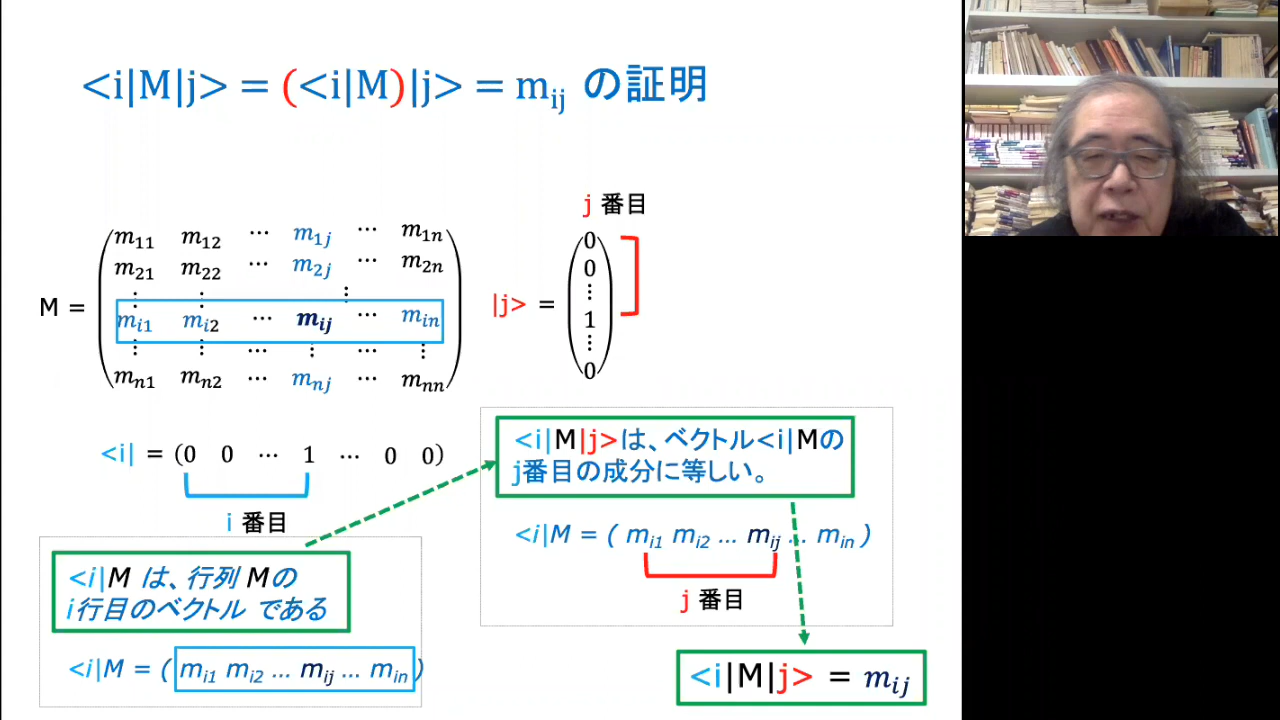 <i|M|j> = (<i|M)|j> = mij の証明
j 番目
m11 m12 ⋯ m1j ⋯ m1n
m21 m22 ⋯ m2j ⋯ m2n
⋮ ⋮ ⋮
M = mi1 mi2 ⋯ mij ⋯ min
⋮ ⋮ ⋯ ⋮ ⋯ ⋮
mn1 mn2 ⋯ mnj ⋯ mnn
|j> =
0
0
⋮
1
⋮
0
<i| = (0 0 ⋯ 1 ⋯ 0 0)
i 番目
<i|M は、行列 Mの
i行目のベクトル である
<i|M = ( mi1 mi2 … mij … min )
<i|M|j>は、ベクトル<i|Mの
j番目の成分に等しい。
<i|M = ( mi1 mi2 … mij … min )
j 番目
<i|M|j> = mij